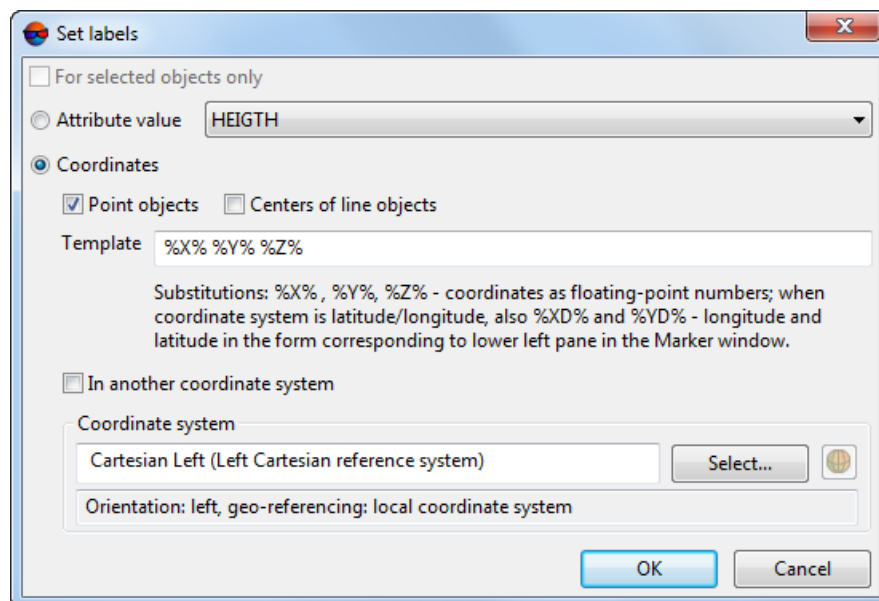 Set labels
For selected objects only
Attribute value HEIGTH
Coordinates
Point objects Centers of line objects
Template %X% %Y% %Z%
Substitutions: %X% , %Y%, %Z% - coordinates as floating-point numbers; when
coordinate system is latitude/longitude, also %XD% and %YD% - longitude and
latitude in the form corresponding to lower left pane in the Marker window.
In another coordinate system
Coordinate system
Cartesian Left (Left Cartesian reference system) Select...
Orientation: left, geo-referencing: local coordinate system
OK Cancel